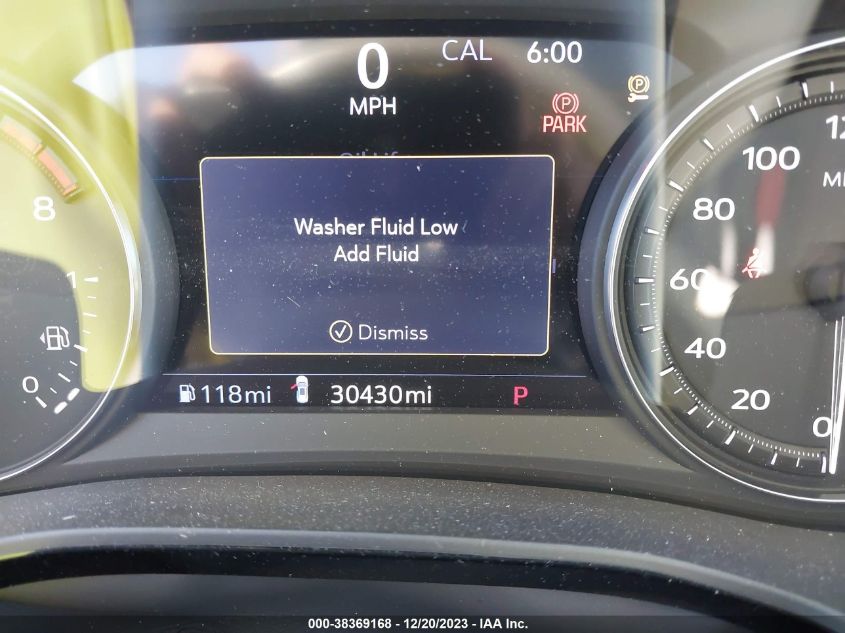 0
MPH
CAL 6:00
PARK
Washer Fluid Low
Add Fluid
Dismiss
118mi
30430mi
P
8
1
0
100
80
60
40
20
0
000-38369168 - 12/20/2023 - IAA Inc.